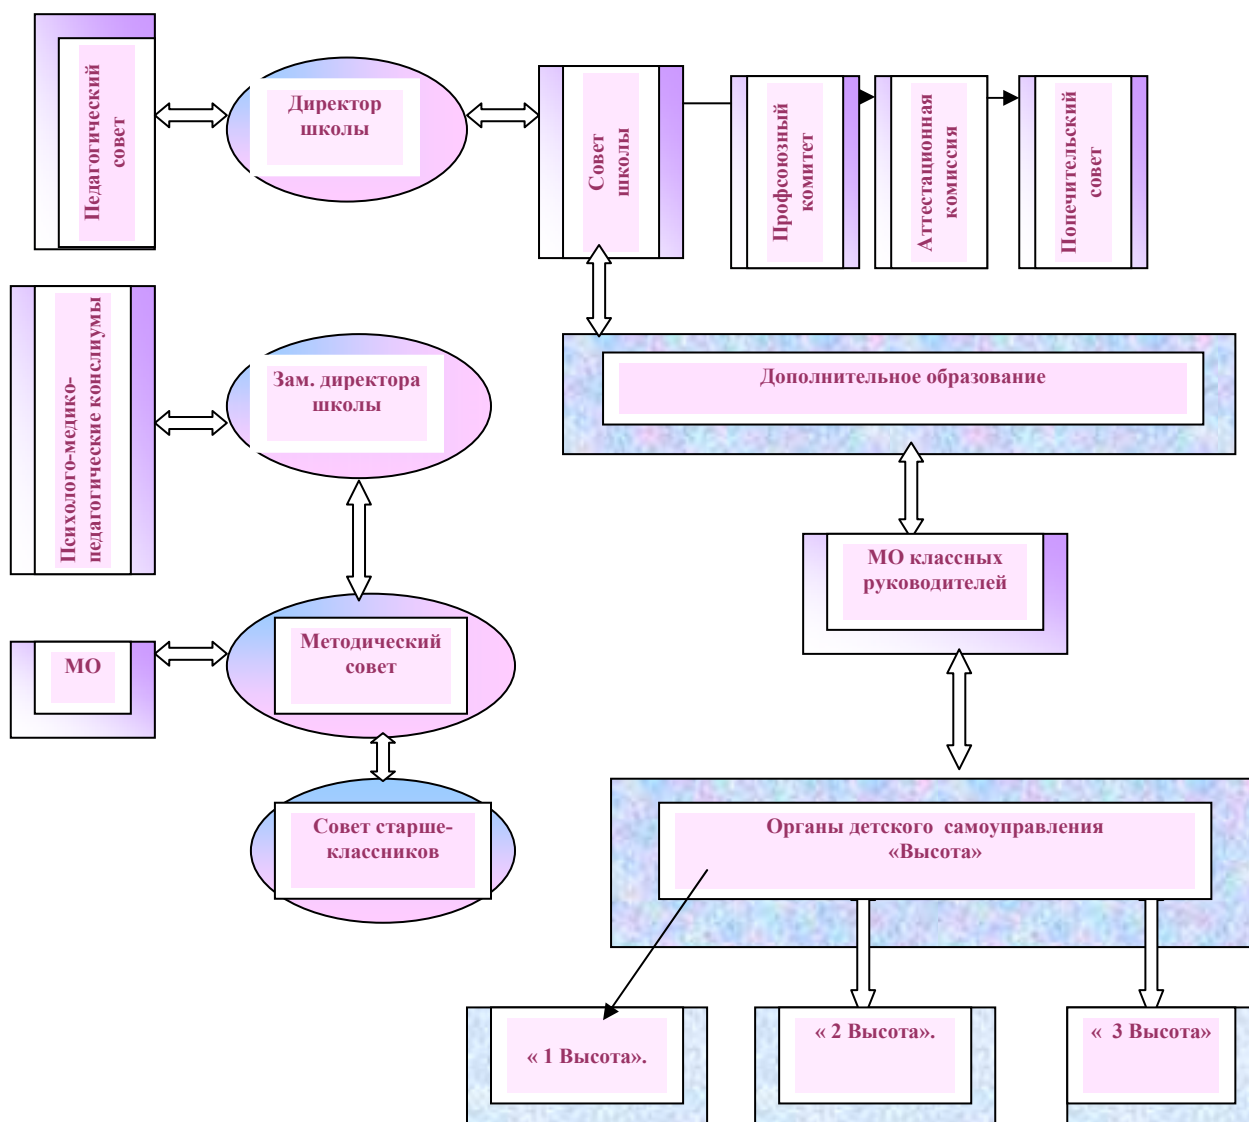 Педагогический
совет
Директор
школы
Совет
школы
Профсоюзный
комитет
Аттестационная
комиссия
Попечительский
совет
Психолого-медико-
педагогические конслиумы
Зам. директора
школы
Дополнительное образование
МО классных
руководителей
МО
Методический
совет
Совет старше-
классников
Органы детского самоуправления
«Высота»
« 1 Высота».
« 2 Высота».
« 3 Высота»